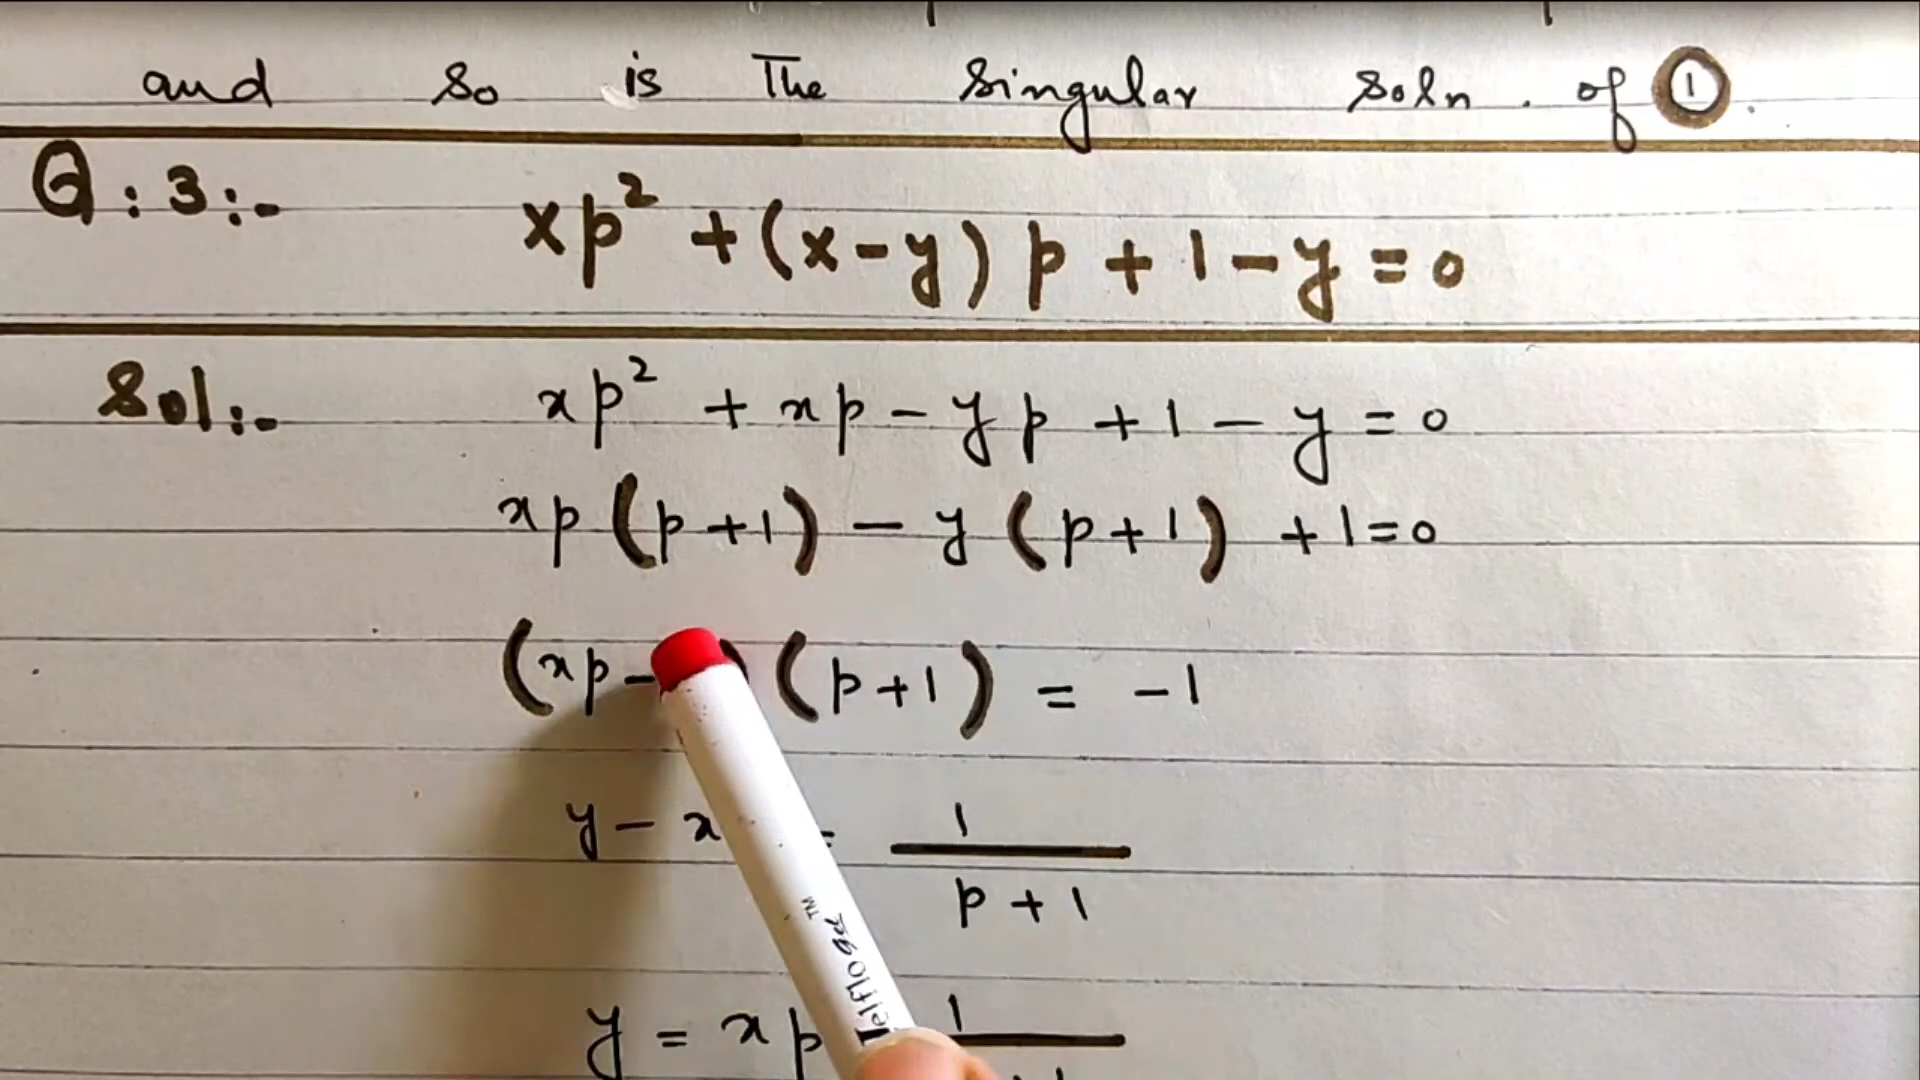 and so is The Singular Soln. of ①.
Q:3:- xp² + (x-y) p + 1 - y = 0
Sol:- xp² + xp - yp + 1 - y = 0
xp (p+1) - y (p+1) + 1 = 0
(xp - ) (p+1) = -1
y - x = 1 / p+1
y = xp 1
elflogee™